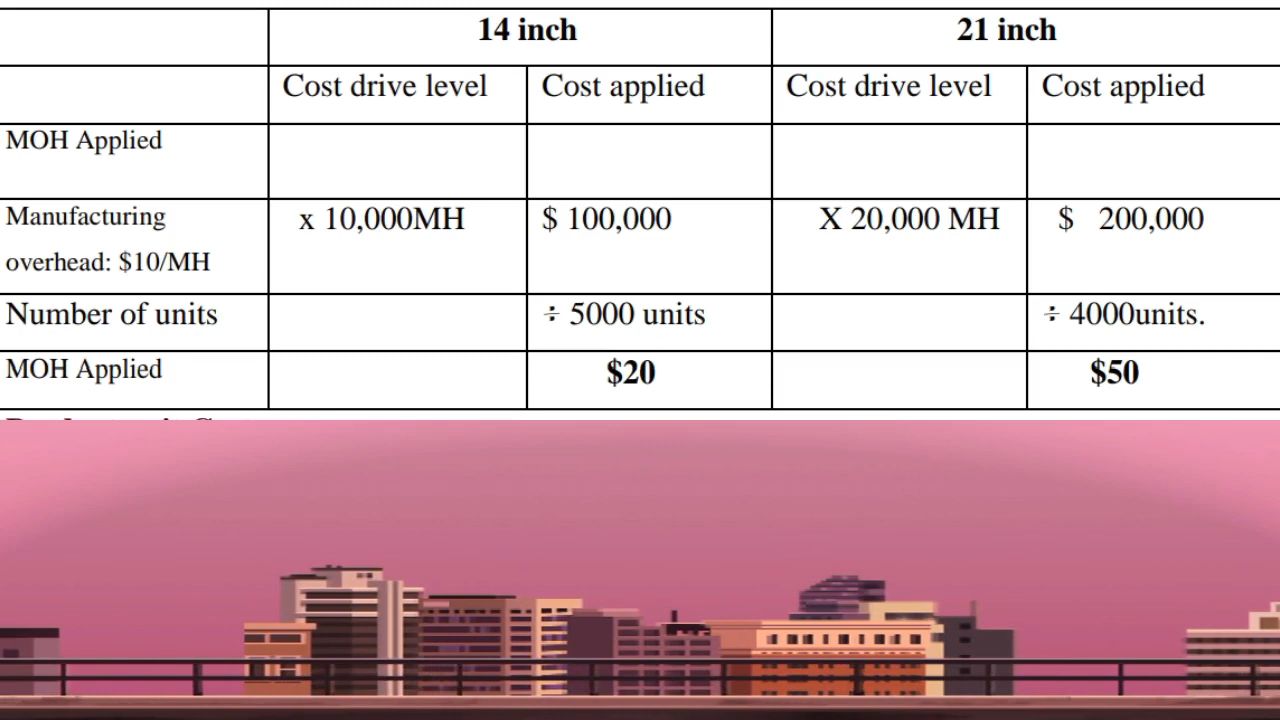 14 inch 21 inch
Cost drive level Cost applied Cost drive level Cost applied
MOH Applied
Manufacturing x 10,000MH $ 100,000 X 20,000 MH $ 200,000
overhead: $10/MH
Number of units ÷ 5000 units ÷ 4000units.
MOH Applied $20 $50